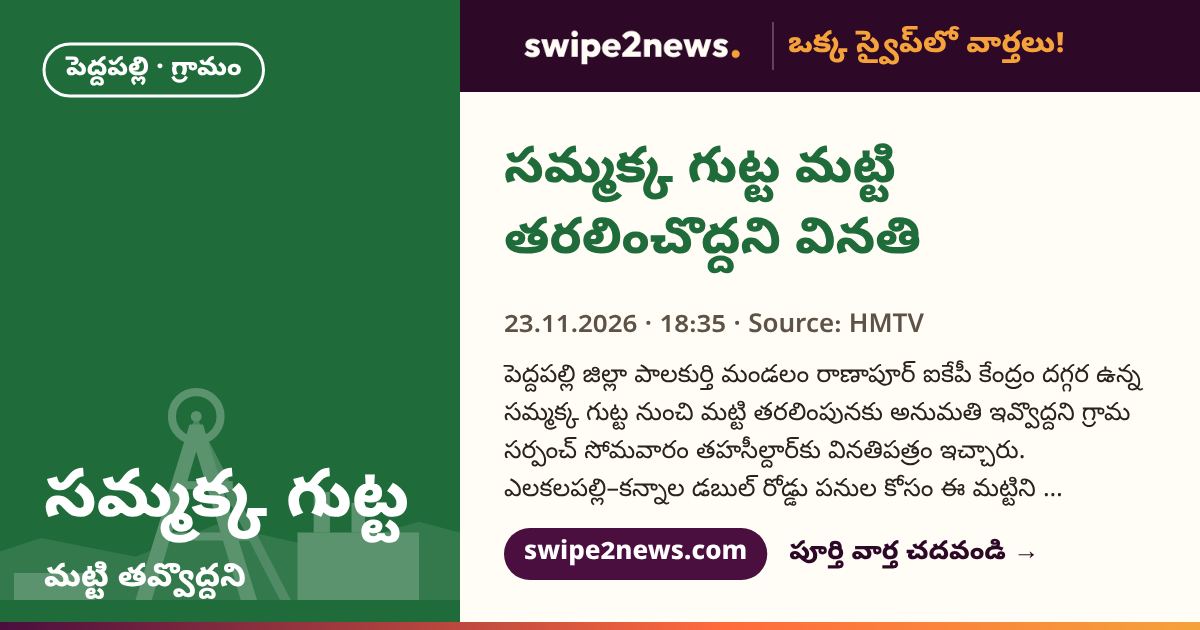 పెద్దపల్లి · గ్రామం
సమ్మక్క గుట్ట
మట్టి తవ్వొద్దని
swipe2news.
ఒక్క స్వైప్‌లో వార్తలు!
సమ్మక్క గుట్ట మట్టి
తరలించొద్దని వినతి
23.11.2026 · 18:35 · Source: HMTV
పెద్దపల్లి జిల్లా పాలకుర్తి మండలం రాణాపూర్ ఐకేపీ కేంద్రం దగ్గర ఉన్న
సమ్మక్క గుట్ట నుంచి మట్టి తరలింపునకు అనుమతి ఇవ్వొద్దని గ్రామ
సర్పంచ్ సోమవారం తహసీల్దార్‌కు వినతిపత్రం ఇచ్చారు.
ఎలకలపల్లి–కన్నాల డబుల్ రోడ్డు పనుల కోసం ఈ మట్టిని ...
swipe2news.com
పూర్తి వార్త చదవండి →